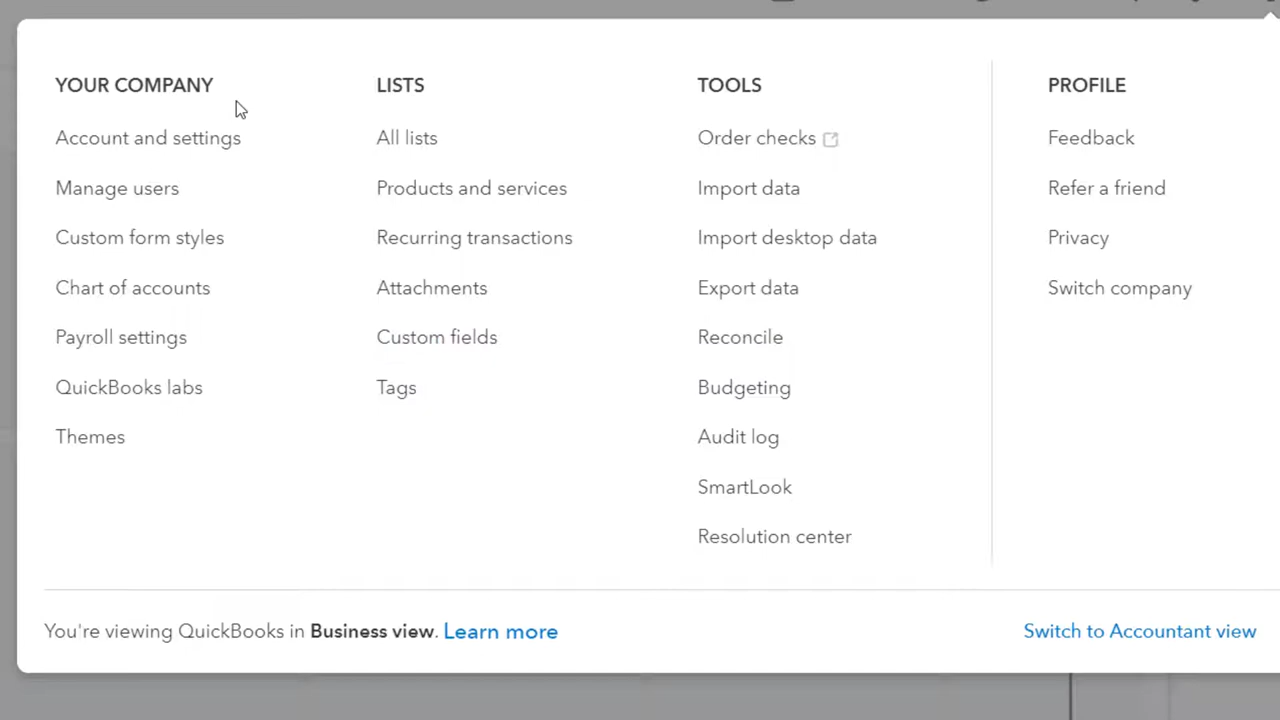 YOUR COMPANY
Account and settings
Manage users
Custom form styles
Chart of accounts
Payroll settings
QuickBooks labs
Themes
LISTS
All lists
Products and services
Recurring transactions
Attachments
Custom fields
Tags
TOOLS
Order checks
Import data
Import desktop data
Export data
Reconcile
Budgeting
Audit log
SmartLook
Resolution center
PROFILE
Feedback
Refer a friend
Privacy
Switch company
You're viewing QuickBooks in Business view. Learn more
Switch to Accountant view